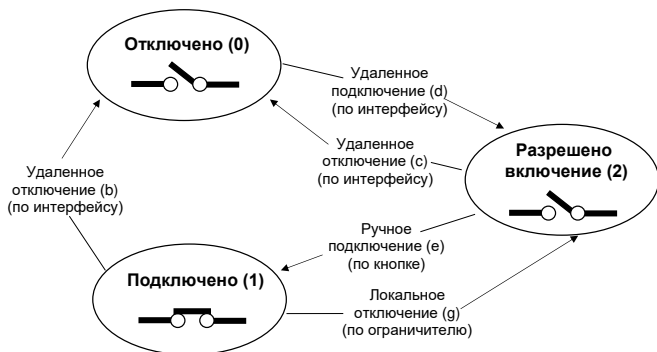 Отключено (0)
Удаленное
подключение (d)
(по интерфейсу)
Удаленное
отключение (c)
(по интерфейсу)
Разрешено
включение (2)
Удаленное
отключение (b)
(по интерфейсу)
Ручное
подключение (e)
(по кнопке)
Подключено (1)
Локальное
отключение (g)
(по ограничителю)